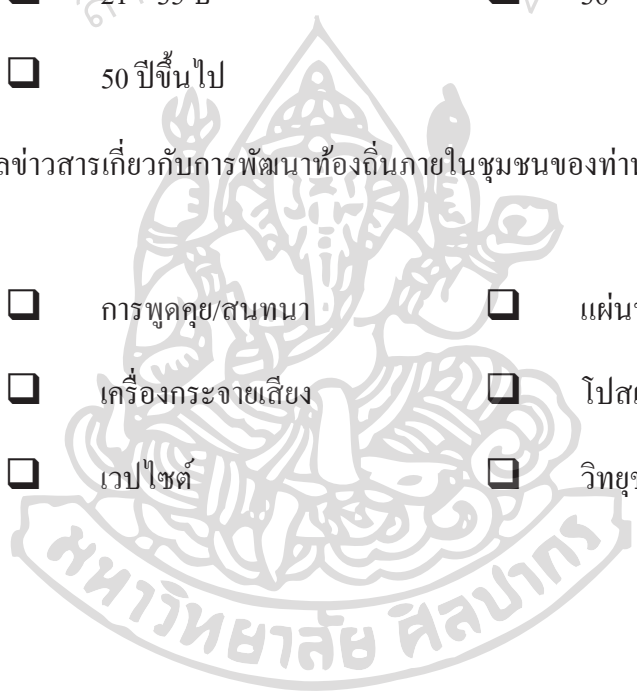 50 ปีขึ้นไป
ข่าวสารเกี่ยวกับการพัฒนาท้องถิ่นภายในชุมชนของท่าน
การพูดคุย/สนทนา
เครื่องกระจายเสียง
เวปไซต์
มหาวิทยาลัย ศิลปากร